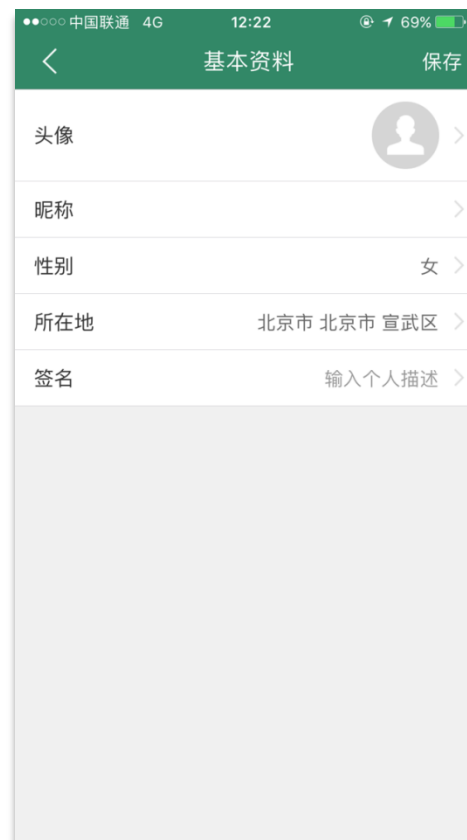 中国联通 4G 12:22 69%
基本资料 保存
头像
昵称
性别 女
所在地 北京市 北京市 宣武区
签名 输入个人描述